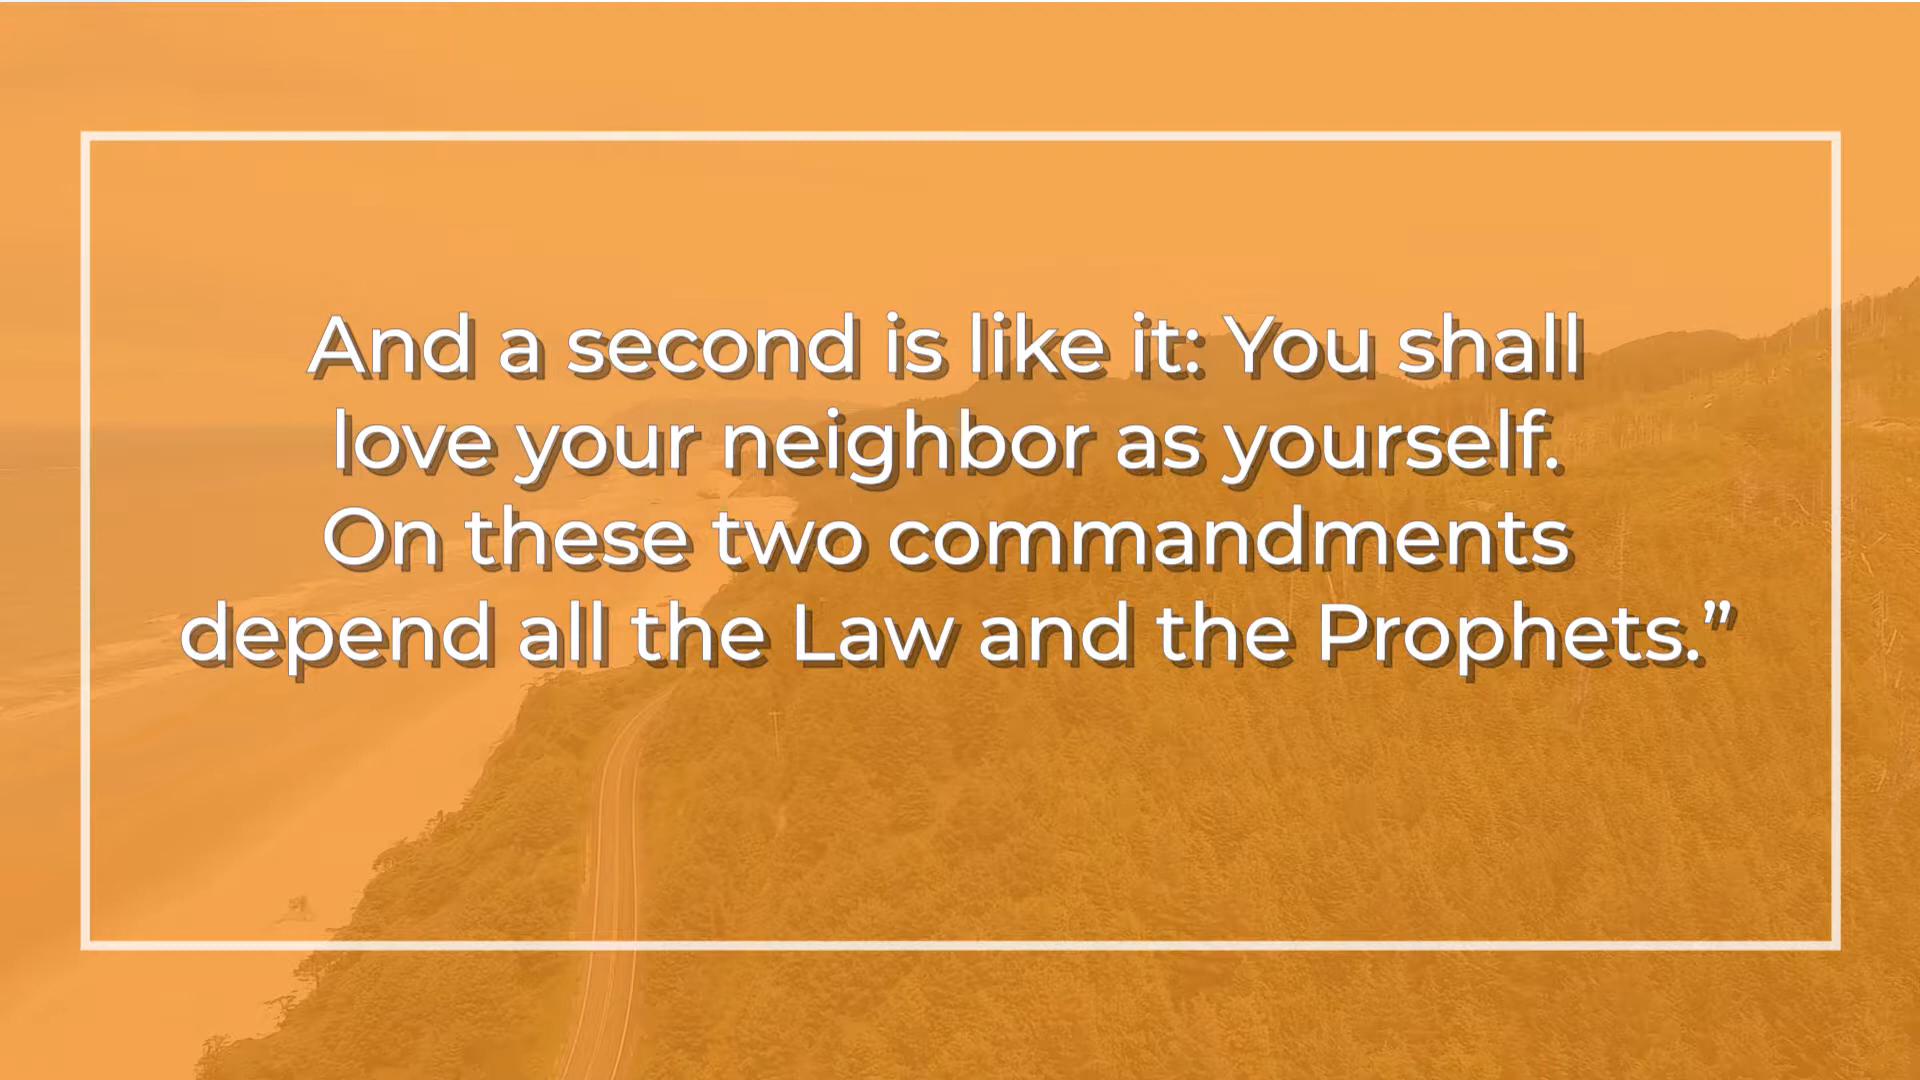 And a second is like it: You shall
love your neighbor as yourself.
On these two commandments
depend all the Law and the Prophets.”